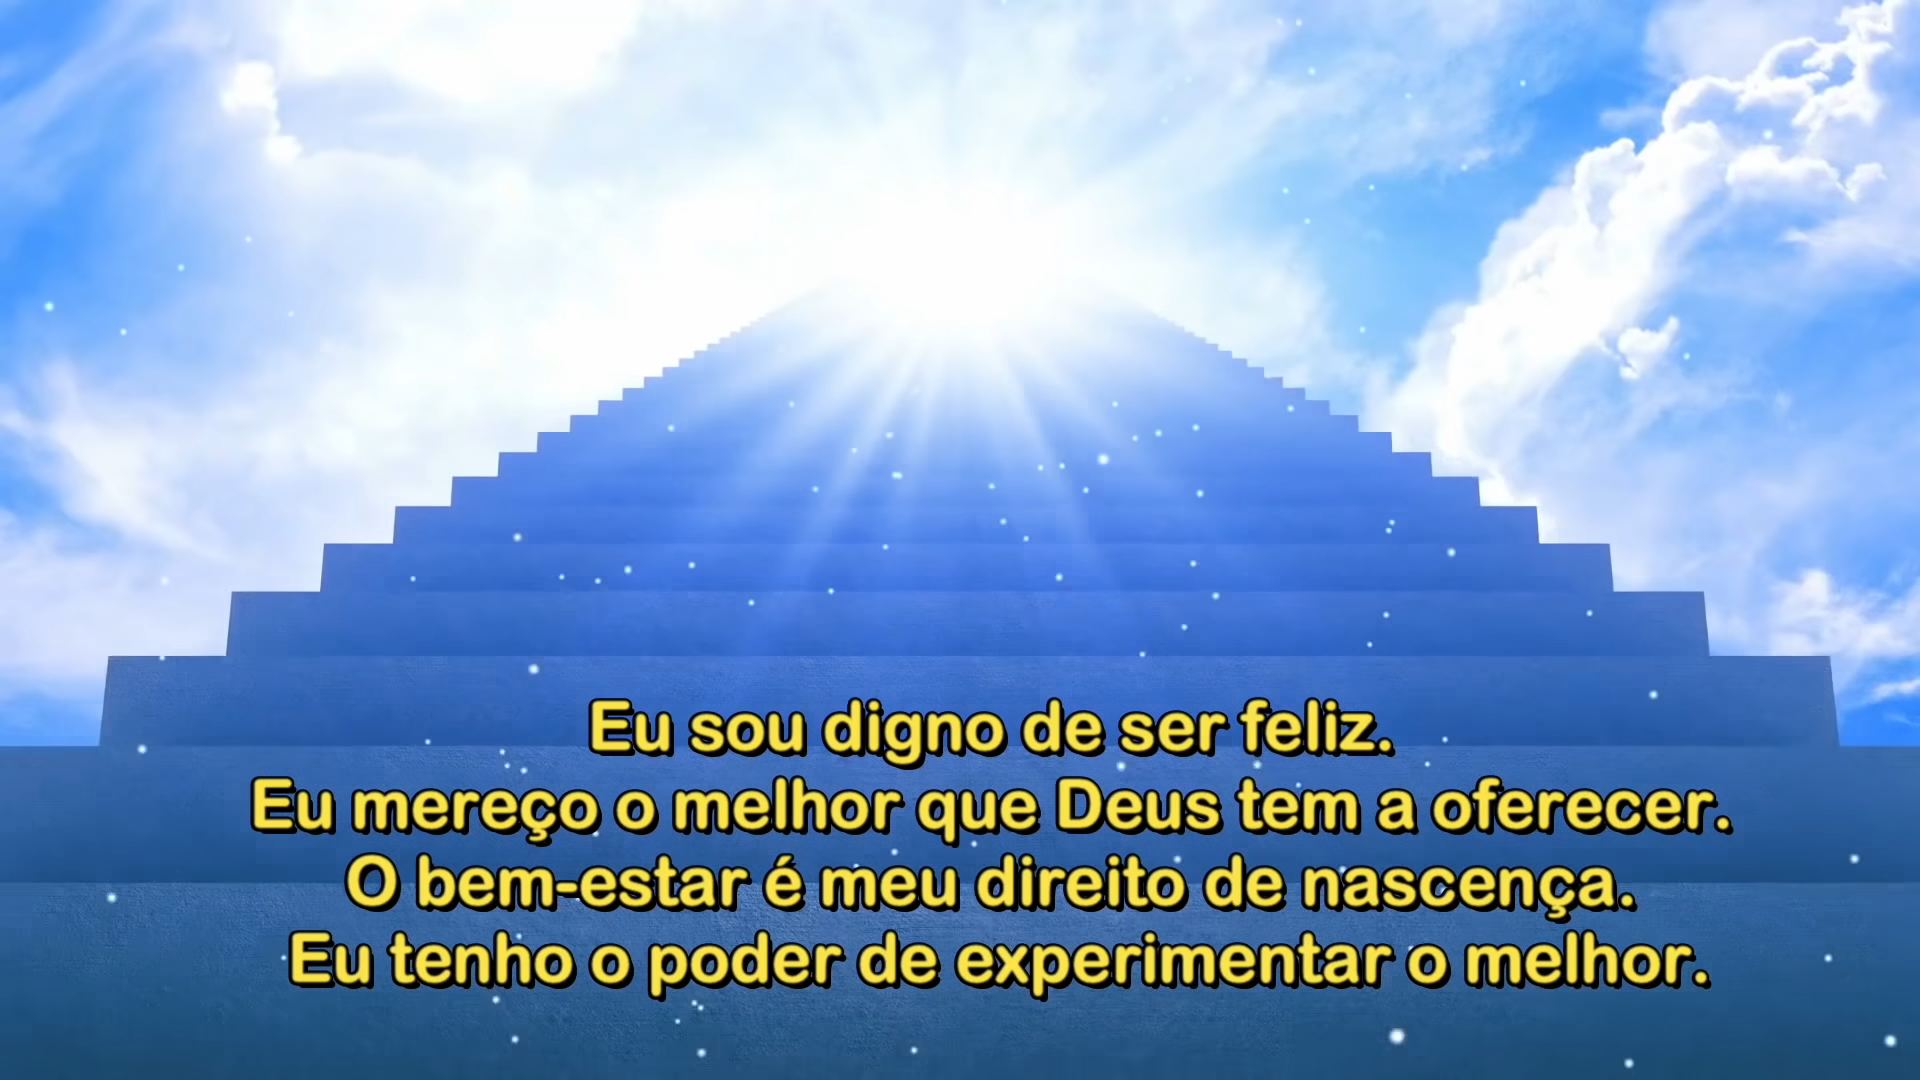 Eu sou digno de ser feliz.
Eu mereço o melhor que Deus tem a oferecer.
O bem-estar é meu direito de nascença.
Eu tenho o poder de experimentar o melhor.